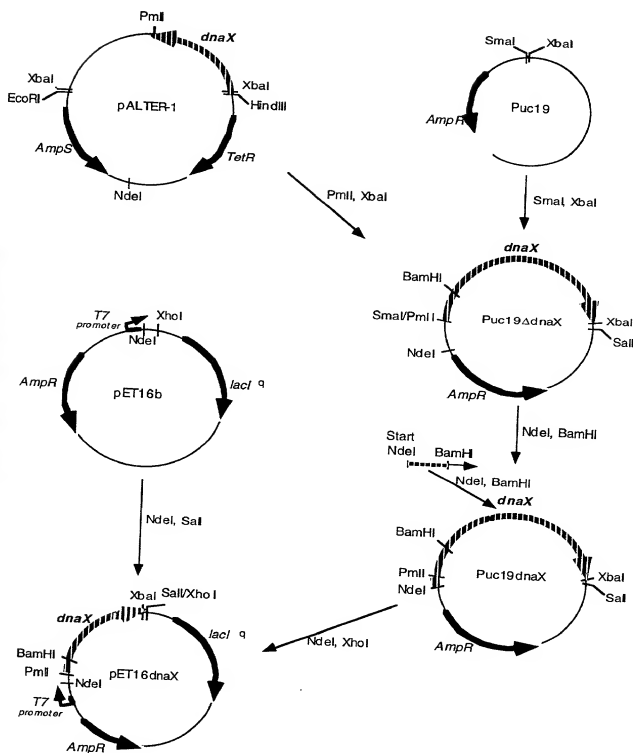 PmlI
dnaX
XbaI
EcoRI
pALTER-1
XbaI
HindIII
AmpS
TetR
NdeI
SmaI
XbaI
AmpR
Puc19
PmlI, XbaI
SmaI, XbaI
dnaX
BamHI
SmaI/PmlI
Puc19ΔdnaX
XbaI
SalI
NdeI
AmpR
T7
promoter
XhoI
NdeI
AmpR
pET16b
lacI q
NdeI, BamHI
Start
NdeI
BamHI
NdeI, BamHI
dnaX
NdeI, SalI
BamHI
PmlI
Puc19dnaX
XbaI
SalI
NdeI
AmpR
NdeI, XhoI
dnaX
XbaI
SalI/XhoI
lacI q
BamHI
PmlI
pET16dnaX
NdeI
T7
promoter
AmpR